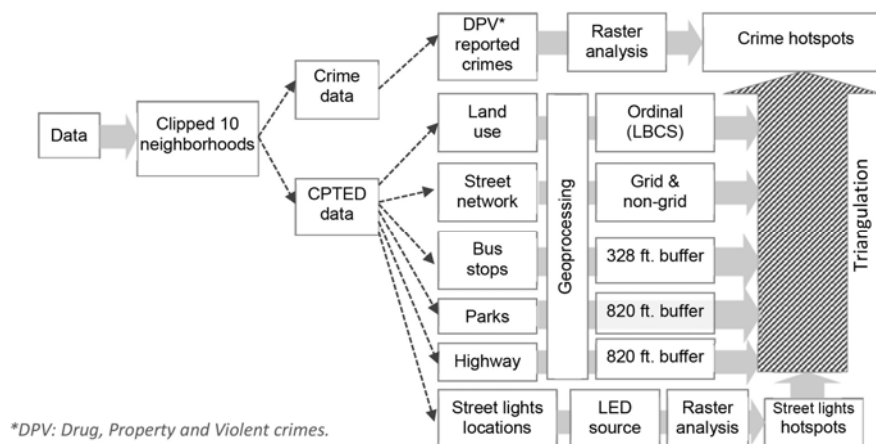 DPV*
reported
crimes
Raster
analysis
Crime hotspots
Crime
data
Data
Clipped 10
neighborhoods
CPTED
data
Land
use
Ordinal
(LBCS)
Street
network
Grid &
non-grid
Bus
stops
328 ft. buffer
Parks
820 ft. buffer
Highway
820 ft. buffer
Geoprocessing
Triangulation
Street lights
locations
LED
source
Raster
analysis
Street lights
hotspots
*DPV: Drug, Property and Violent crimes.